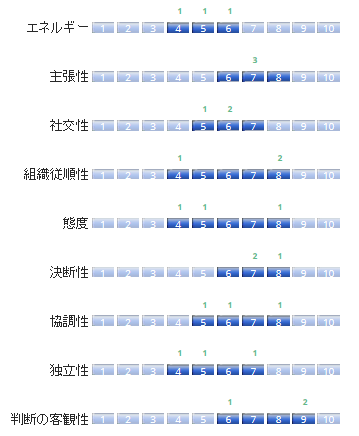 1 1 1
エネルギー 1 2 3 4 5 6 7 8 9 10
3
主張性 1 2 3 4 5 6 7 8 9 10
1 2
社交性 1 2 3 4 5 6 7 8 9 10
1 2
組織従順性 1 2 3 4 5 6 7 8 9 10
1 1 1
態度 1 2 3 4 5 6 7 8 9 10
2 1
決断性 1 2 3 4 5 6 7 8 9 10
1 1 1
協調性 1 2 3 4 5 6 7 8 9 10
1 1 1
独立性 1 2 3 4 5 6 7 8 9 10
1 2
判断の客観性 1 2 3 4 5 6 7 8 9 10